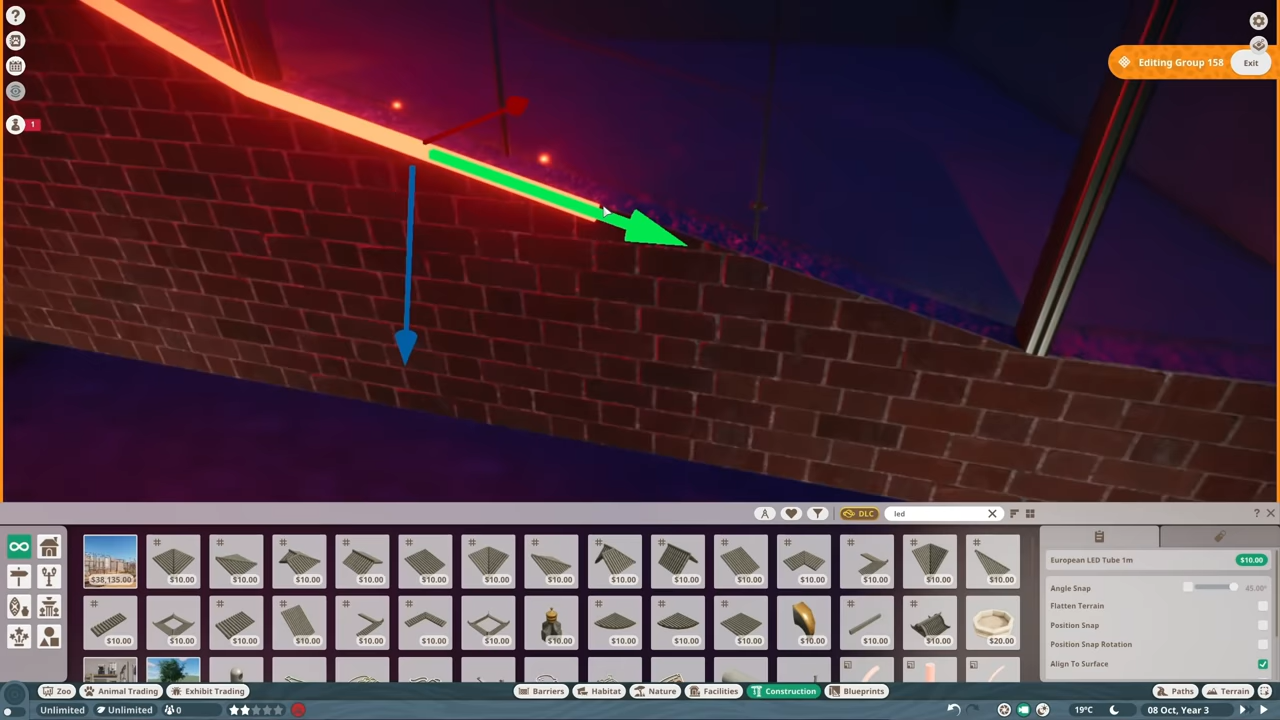 ?
Editing Group 158
Exit
1
DLC
led
?
$38,135.00
$10.00
$10.00
$10.00
$10.00
$10.00
$10.00
$10.00
$10.00
$10.00
$10.00
$10.00
$10.00
$10.00
$10.00
European LED Tube 1m
$10.00
Angle Snap
45.00°
Flatten Terrain
$10.00
$10.00
$10.00
$10.00
$10.00
$10.00
$10.00
$10.00
$10.00
$10.00
$10.00
$10.00
$10.00
$10.00
$20.00
Position Snap
Position Snap Rotation
Align To Surface
Zoo
Animal Trading
Exhibit Trading
Barriers
Habitat
Nature
Facilities
Construction
Blueprints
Paths
Terrain
Unlimited
Unlimited
0
19°C
08 Oct, Year 3